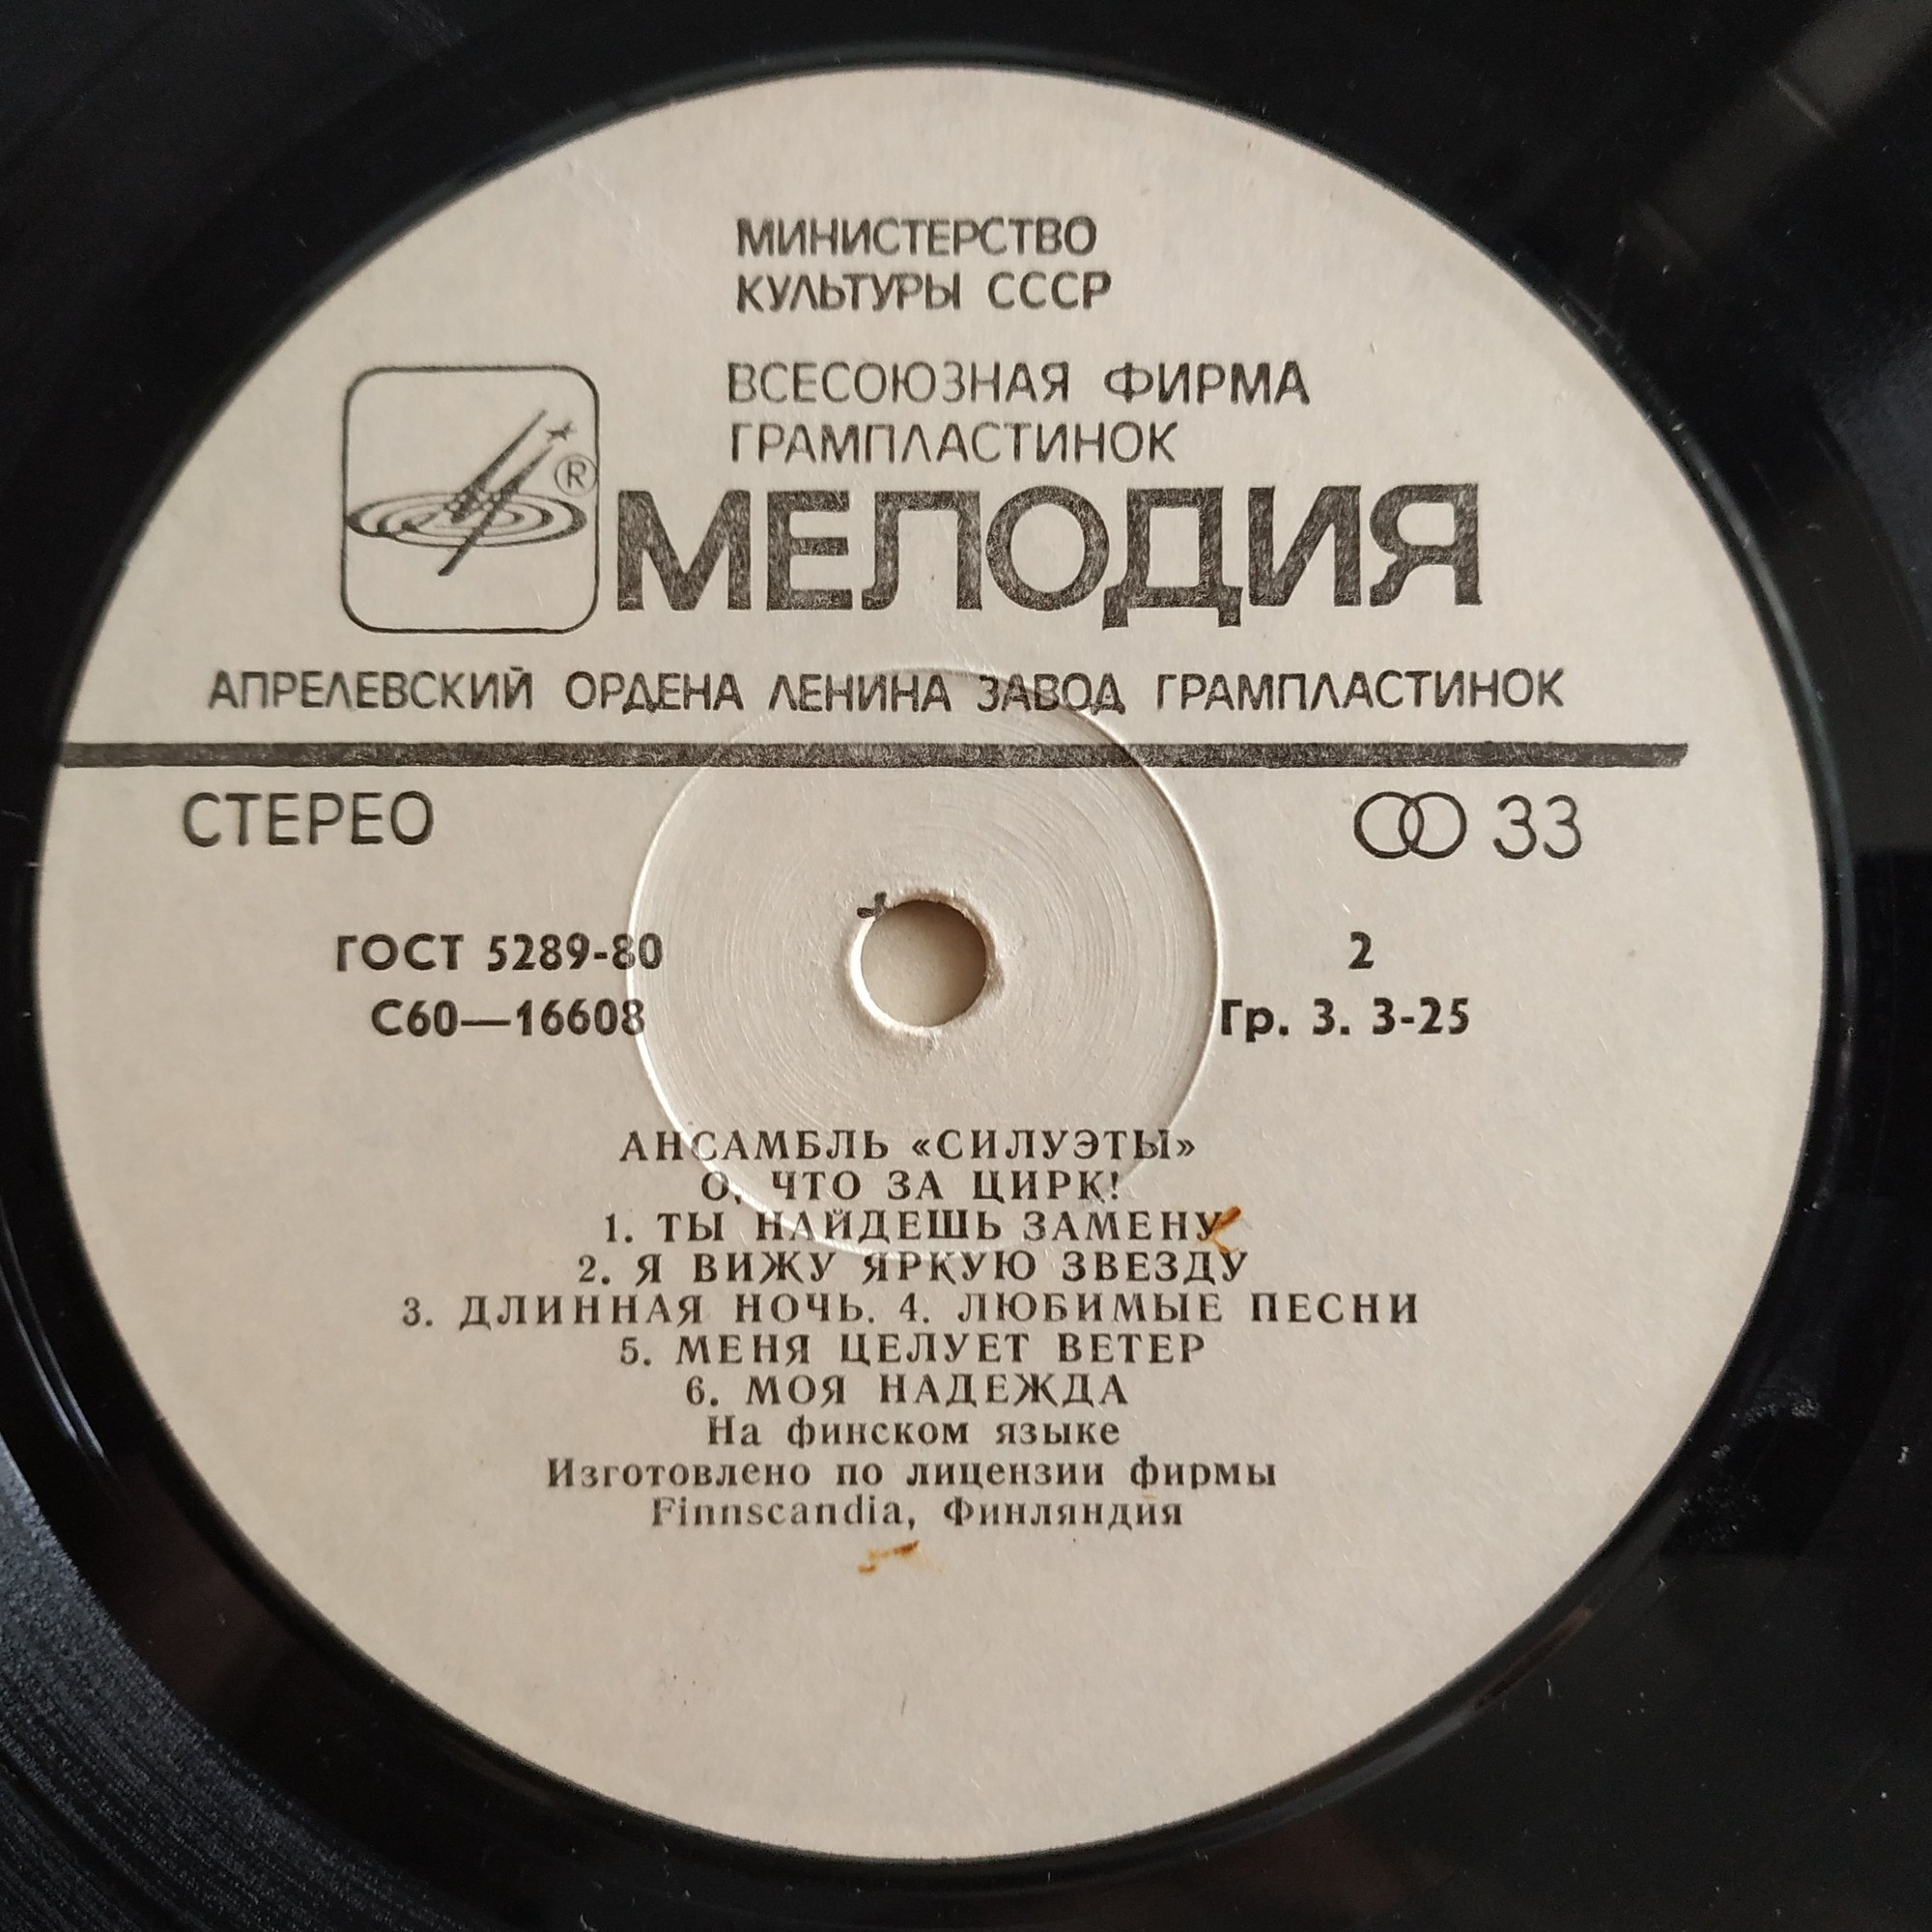 МИНИСТЕРСТВО
КУЛЬТУРЫ СССР
ВСЕСОЮЗНАЯ ФИРМА
ГРАМПЛАСТИНОК
®
МЕЛОДИЯ
АПРЕЛЕВСКИЙ ОРДЕНА ЛЕНИНА ЗАВОД ГРАМПЛАСТИНОК
СТЕРЕО
33
ГОСТ 5289-80
2
С60—16608
Гр. 3. 3-25
АНСАМБЛЬ «СИЛУЭТЫ»
О, ЧТО ЗА ЦИРК!
1. ТЫ НАЙДЕШЬ ЗАМЕНУ
2. Я ВИЖУ ЯРКУЮ ЗВЕЗДУ
3. ДЛИННАЯ НОЧЬ. 4. ЛЮБИМЫЕ ПЕСНИ
5. МЕНЯ ЦЕЛУЕТ ВЕТЕР
6. МОЯ НАДЕЖДА
На финском языке
Изготовлено по лицензии фирмы
Finnscandia, Финляндия